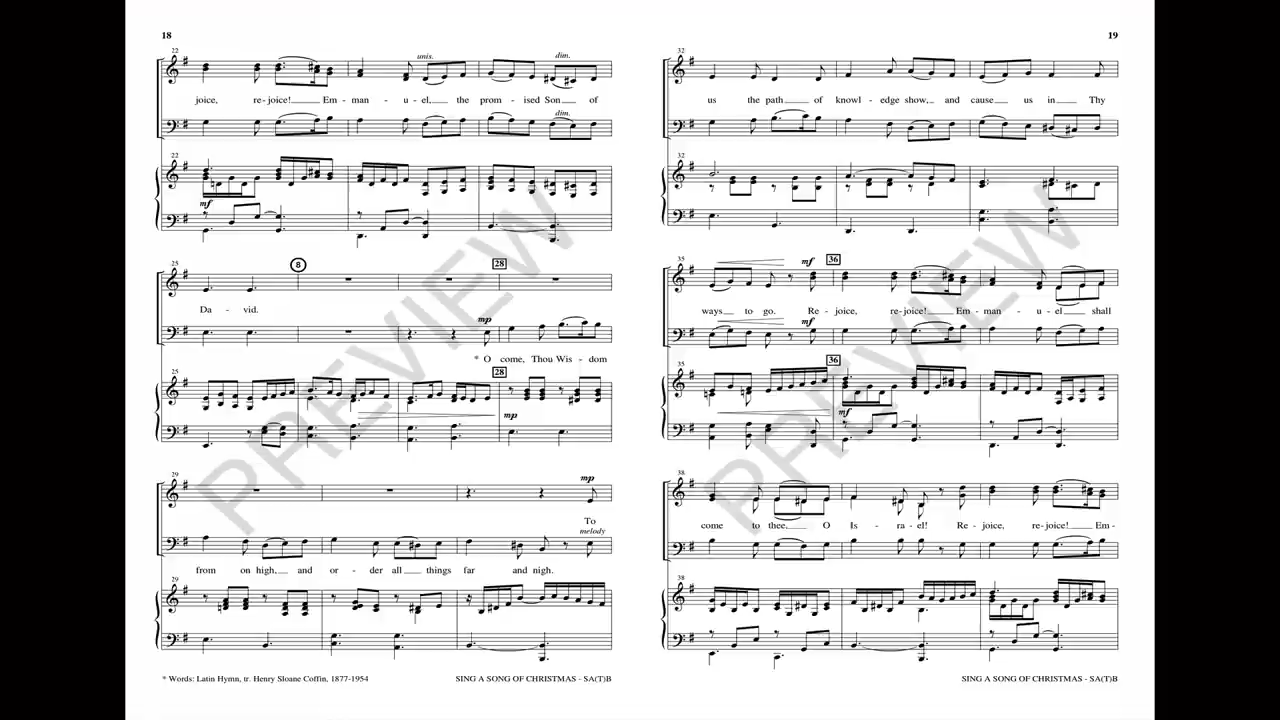 18
22
unis.
dim.
joice, re-joice! Em-man-u-el, the prom-ised Son of
dim.
22
mf
25
8
28
Da-vid.
mp
* O come, Thou Wis-dom
25
28
mp
29
mp
To
melody
from on high, and or-der all things far and nigh.
29
* Words: Latin Hymn, tr. Henry Sloane Coffin, 1877-1954
SING A SONG OF CHRISTMAS - SA(T)B
19
32
us the path of knowl-edge show, and cause us in Thy
32
35
mf
36
ways to go. Re-joice, re-joice! Em-man-u-el shall
mf
35
36
mf
38
come to thee, O Is-ra-el! Re-joice, re-joice! Em-
38
SING A SONG OF CHRISTMAS - SA(T)B
PREVIEW
PREVIEW